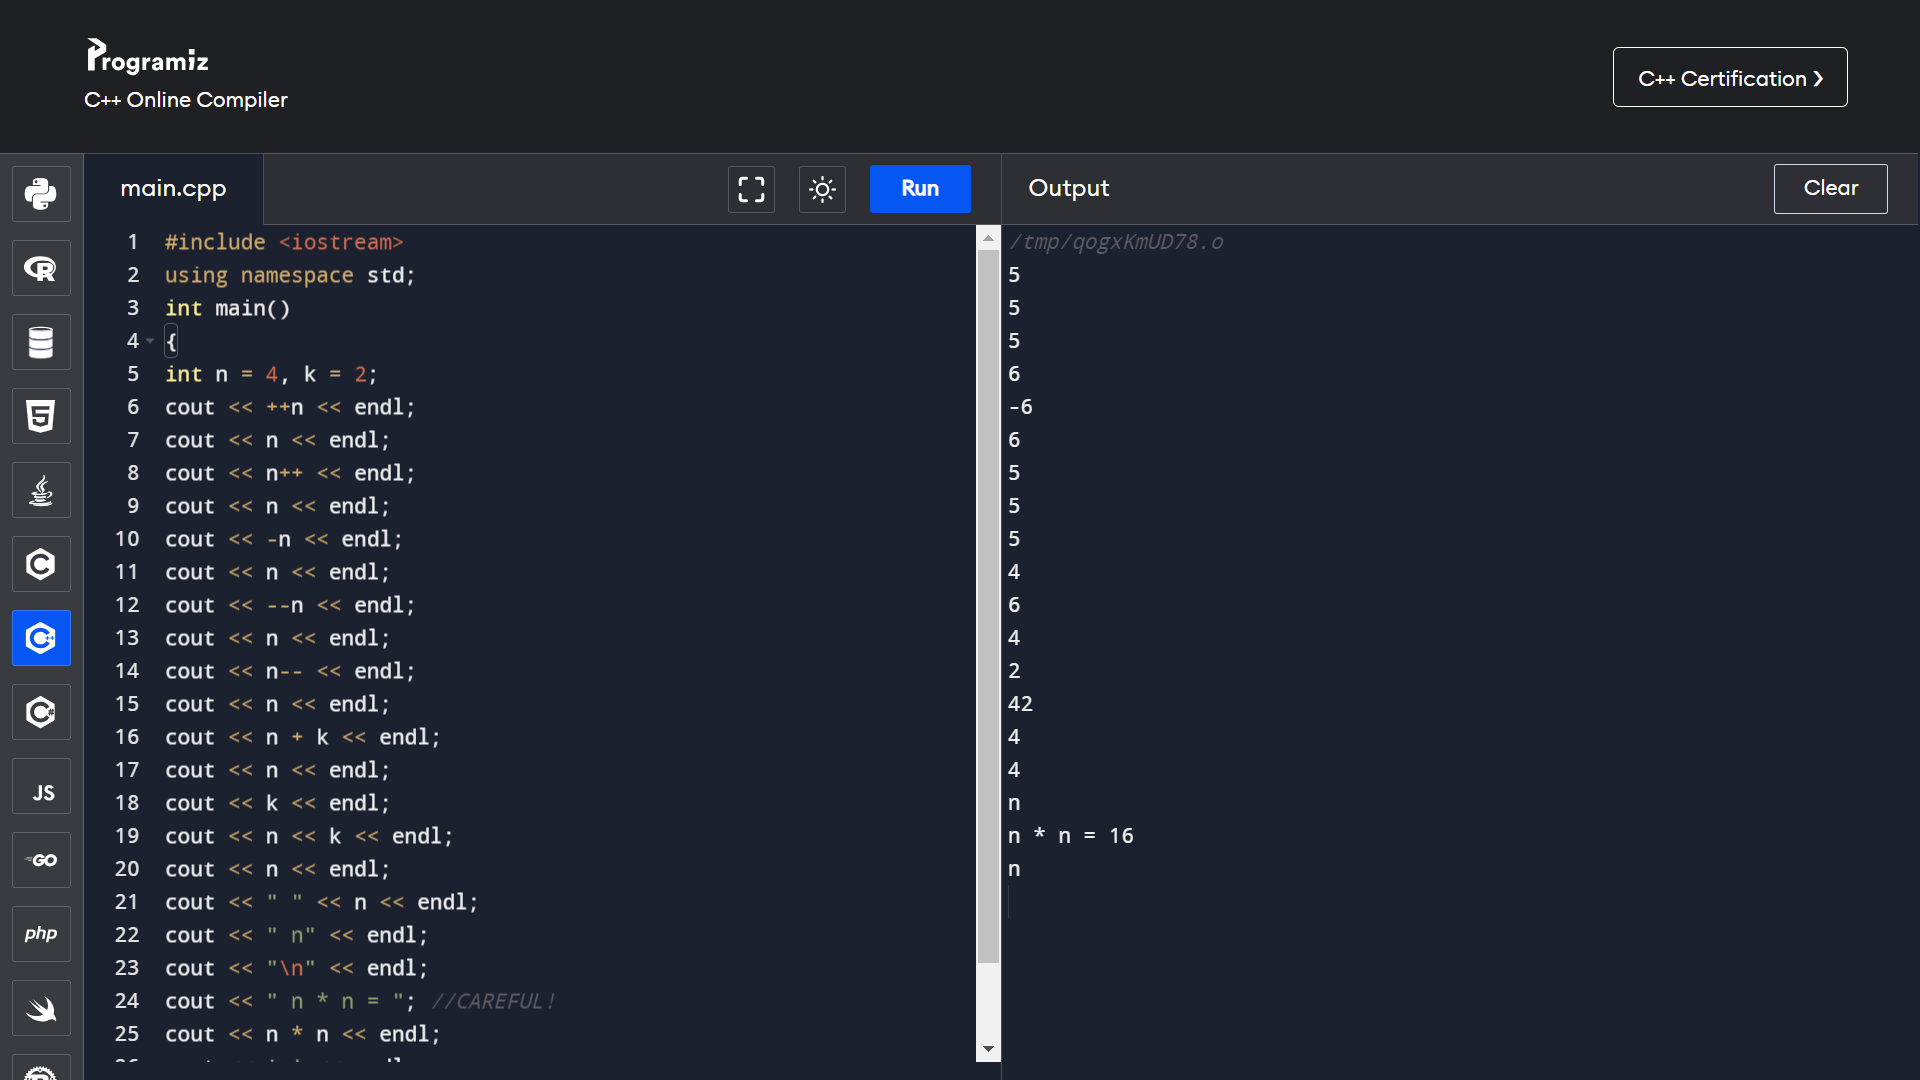 Programiz
C++ Online Compiler
C++ Certification ❯
main.cpp
Run
Output
Clear
1 #include <iostream>
2 using namespace std;
3 int main()
4 {
5 int n = 4, k = 2;
6 cout << ++n << endl;
7 cout << n << endl;
8 cout << n++ << endl;
9 cout << n << endl;
10 cout << -n << endl;
11 cout << n << endl;
12 cout << --n << endl;
13 cout << n << endl;
14 cout << n-- << endl;
15 cout << n << endl;
16 cout << n + k << endl;
17 cout << n << endl;
18 cout << k << endl;
19 cout << n << k << endl;
20 cout << n << endl;
21 cout << " " << n << endl;
22 cout << " n" << endl;
23 cout << "\n" << endl;
24 cout << " n * n = "; //CAREFUL!
25 cout << n * n << endl;
/tmp/qogxKmUD78.o
5
5
5
6
-6
6
5
5
5
4
6
4
2
42
4
4
n
n * n = 16
n
R
5
C
C++
C#
JS
GO
php